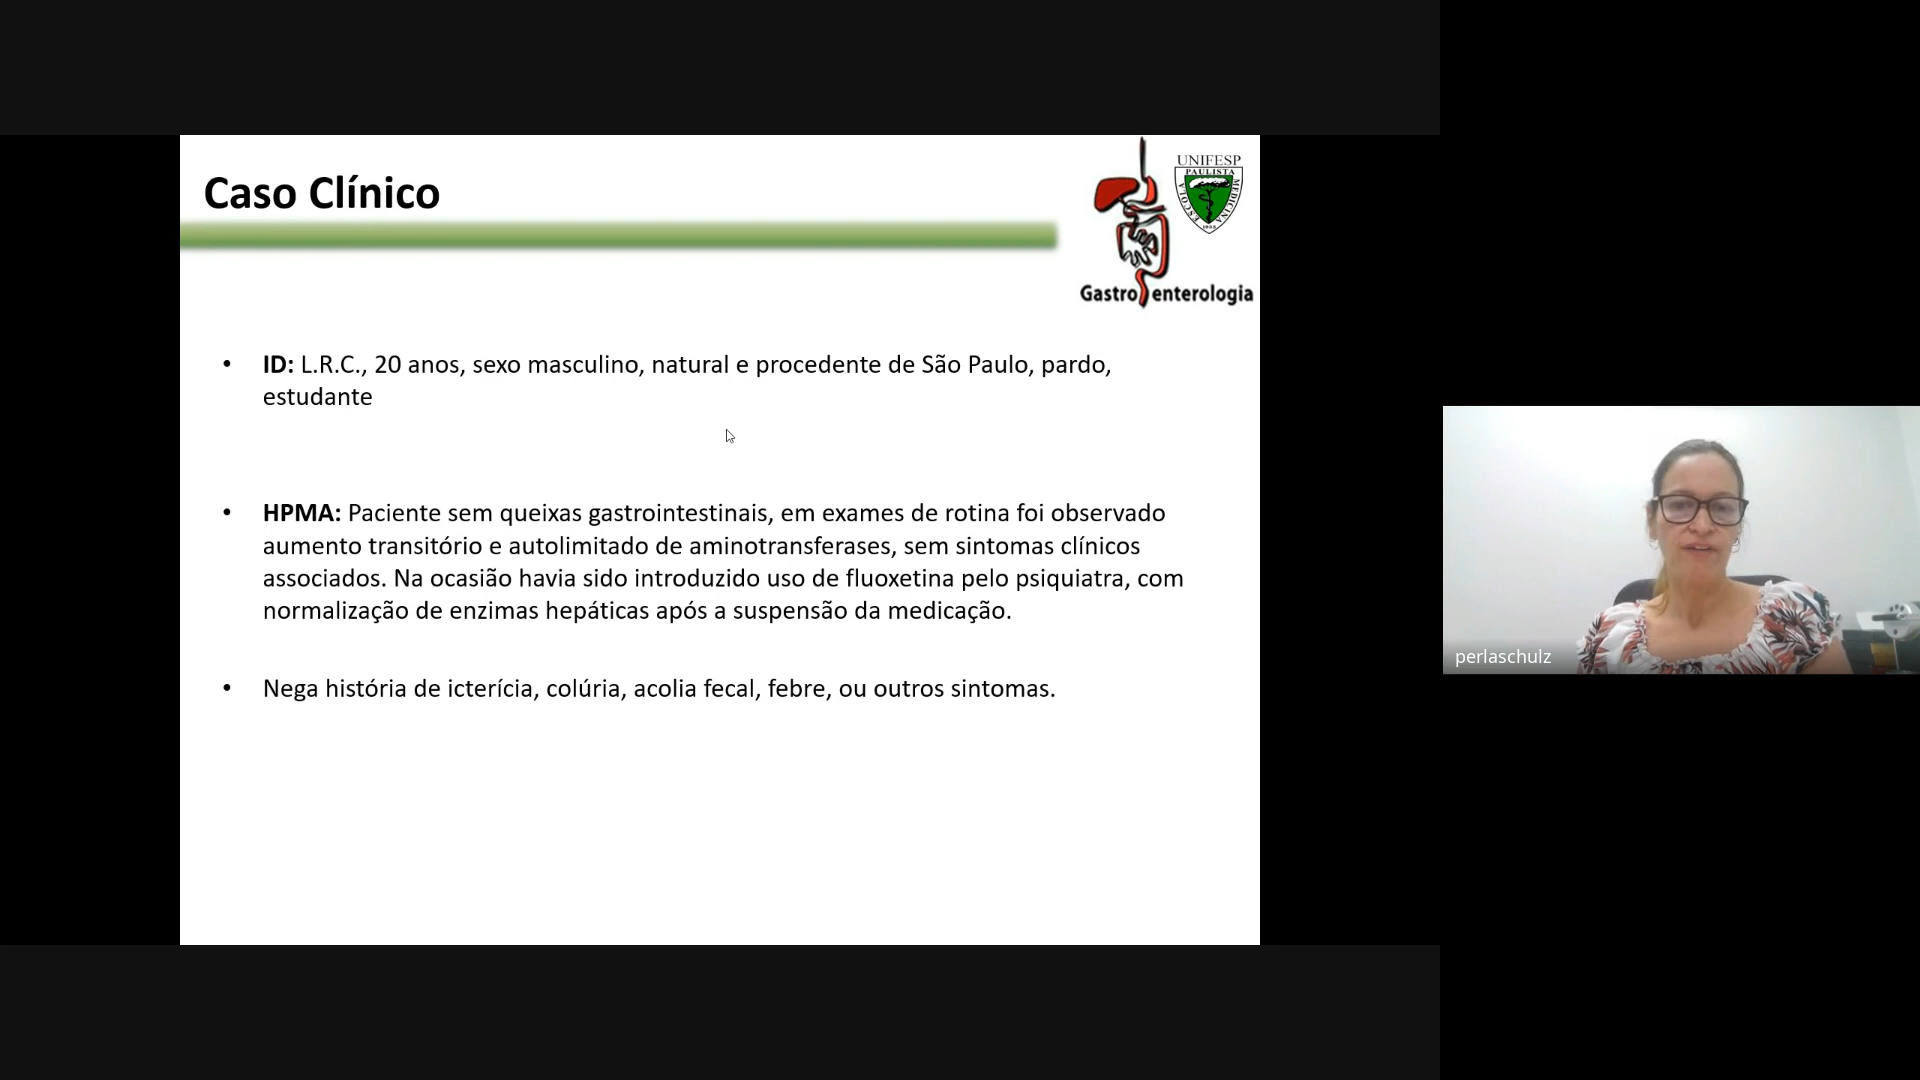 Caso Clínico
UNIFESP
PAULISTA
ESCOLA
MEDICINA
1933
Gastro enterologia
• ID: L.R.C., 20 anos, sexo masculino, natural e procedente de São Paulo, pardo,
estudante
• HPMA: Paciente sem queixas gastrointestinais, em exames de rotina foi observado
aumento transitório e autolimitado de aminotransferases, sem sintomas clínicos
associados. Na ocasião havia sido introduzido uso de fluoxetina pelo psiquiatra, com
normalização de enzimas hepáticas após a suspensão da medicação.
• Nega história de icterícia, colúria, acolia fecal, febre, ou outros sintomas.
perlaschulz